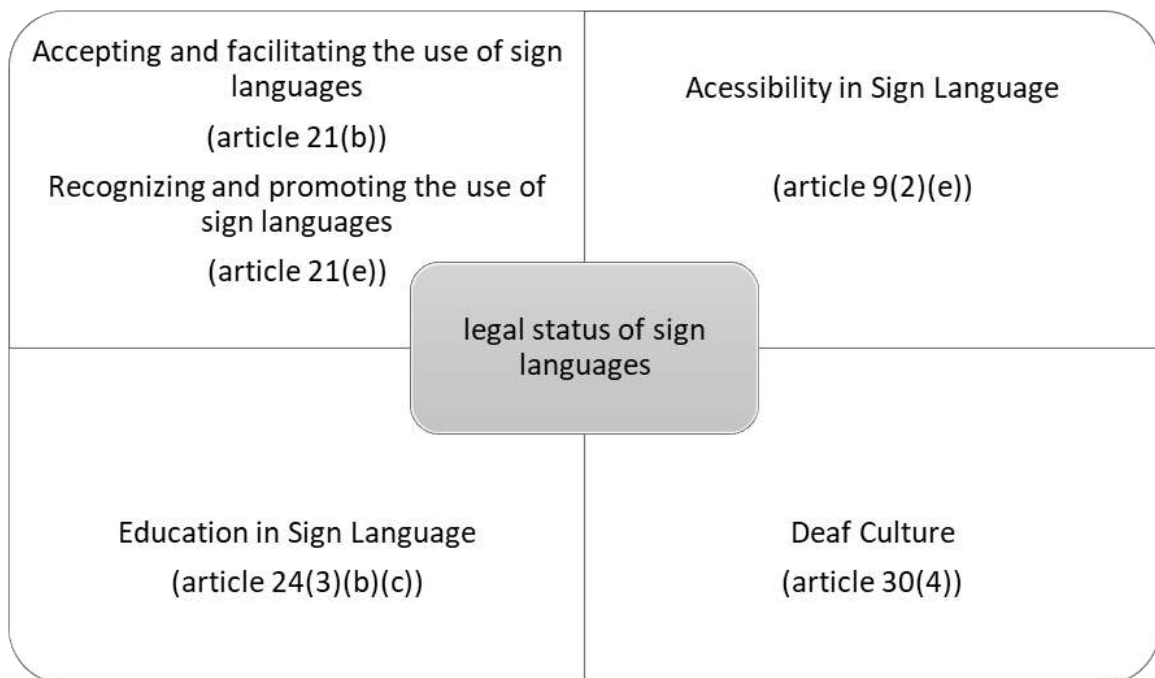 Accepting and facilitating the use of sign
languages
(article 21(b))
Recognizing and promoting the use of
sign languages
(article 21(e))
Acessibility in Sign Language
(article 9(2)(e))
legal status of sign
languages
Education in Sign Language
(article 24(3)(b)(c))
Deaf Culture
(article 30(4))